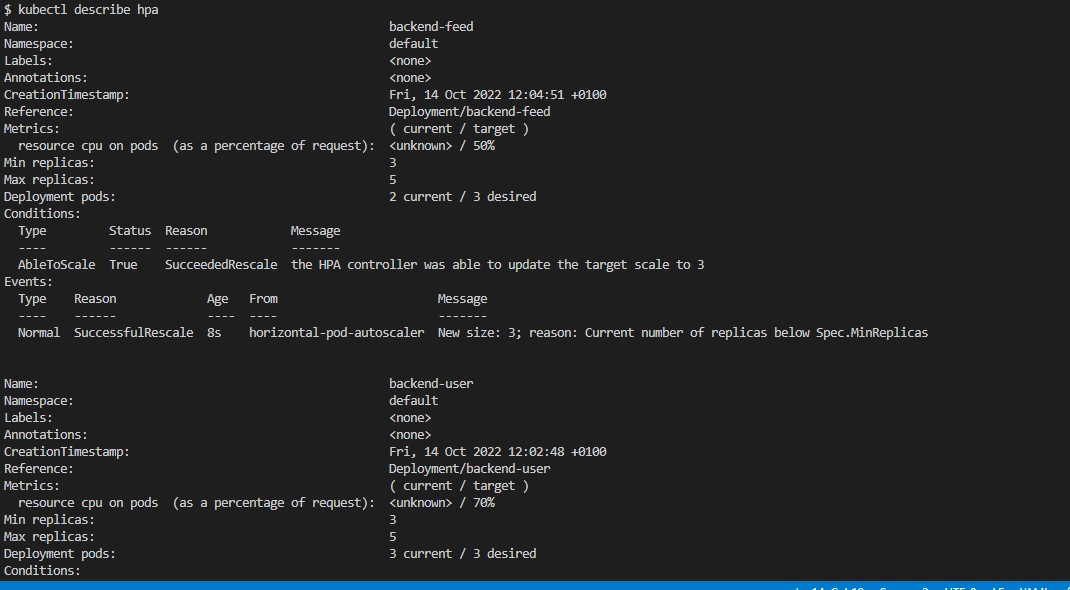 $ kubectl describe hpa
Name:                                                  backend-feed
Namespace:                                             default
Labels:                                                <none>
Annotations:                                           <none>
CreationTimestamp:                                     Fri, 14 Oct 2022 12:04:51 +0100
Reference:                                             Deployment/backend-feed
Metrics:                                               ( current / target )
  resource cpu on pods  (as a percentage of request):  <unknown> / 50%
Min replicas:                                          3
Max replicas:                                          5
Deployment pods:                                       2 current / 3 desired
Conditions:
  Type         Status  Reason            Message
  ----         ------  ------            -------
  AbleToScale  True    SucceededRescale  the HPA controller was able to update the target scale to 3
Events:
  Type    Reason             Age   From                       Message
  ----    ------             ----  ----                       -------
  Normal  SuccessfulRescale  8s    horizontal-pod-autoscaler  New size: 3; reason: Current number of replicas below Spec.MinReplicas
Name:                                                  backend-user
Namespace:                                             default
Labels:                                                <none>
Annotations:                                           <none>
CreationTimestamp:                                     Fri, 14 Oct 2022 12:02:48 +0100
Reference:                                             Deployment/backend-user
Metrics:                                               ( current / target )
  resource cpu on pods  (as a percentage of request):  <unknown> / 70%
Min replicas:                                          3
Max replicas:                                          5
Deployment pods:                                       3 current / 3 desired
Conditions: